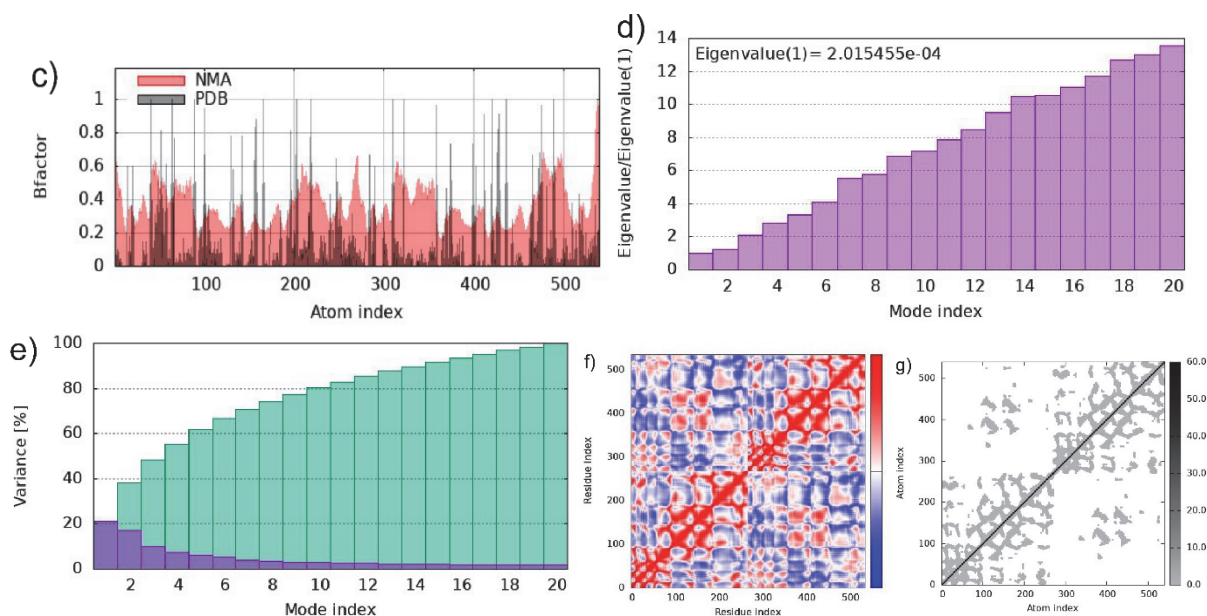 c)
NMA
PDB
1
0.8
0.6
0.4
0.2
0
Bfactor
100 200 300 400 500
Atom index
d)
Eigenvalue(1)= 2.015455e-04
14
12
10
8
6
4
2
0
Eigenvalue/Eigenvalue(1)
2 4 6 8 10 12 14 16 18 20
Mode index
e)
100
80
60
40
20
0
Variance [%]
2 4 6 8 10 12 14 16 18 20
Mode index
f)
500
400
300
200
100
0
Residue index
0 100 200 300 400 500
Residue index
g)
500
400
300
200
100
0
Atom index
0 100 200 300 400 500
Atom index
60.0
50.0
40.0
30.0
20.0
10.0
0.0